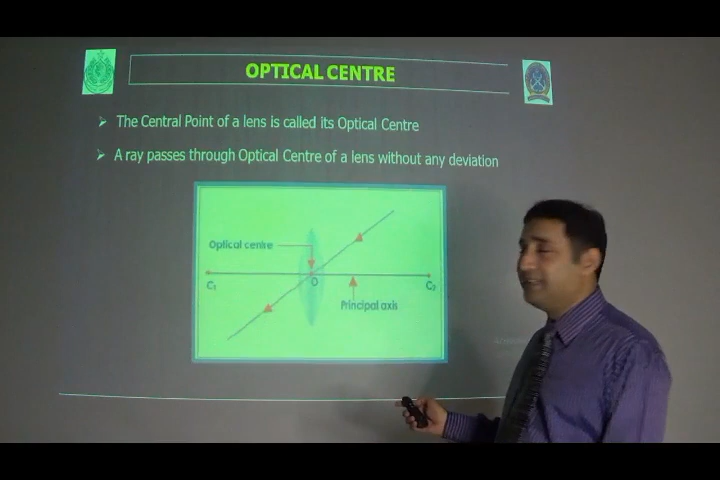 OPTICAL CENTRE
➢ The Central Point of a lens is called its Optical Centre
➢ A ray passes through Optical Centre of a lens without any deviation
Optical centre
C₁
O
C₂
Principal axis